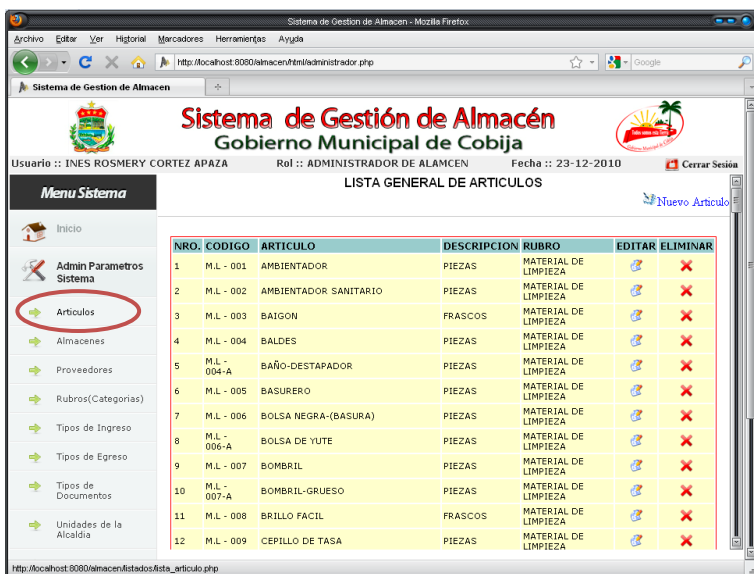 Sistema de Gestion de Almacen - Mozilla Firefox
Archivo Editar Ver Historial Marcadores Herramientas Ayuda
http://localhost:8080/almacen/html/administrador.php
Google
Sistema de Gestion de Almacen
Sistema de Gestión de Almacén
Gobierno Municipal de Cobija
Usuario :: INES ROSMERY CORTEZ APAZA Rol :: ADMINISTRADOR DE ALAMCEN Fecha :: 23-12-2010 Cerrar Sesión
Menu Sistema
Inicio
Admin Parametros
Sistema
Articulos
Almacenes
Proveedores
Rubros(Categorias)
Tipos de Ingreso
Tipos de Egreso
Tipos de
Documentos
Unidades de la
Alcaldia
LISTA GENERAL DE ARTICULOS
Nuevo Articulo
NRO. CODIGO ARTICULO DESCRIPCION RUBRO EDITAR ELIMINAR
1 M.L - 001 AMBIENTADOR PIEZAS MATERIAL DE
LIMPIEZA
2 M.L - 002 AMBIENTADOR SANITARIO PIEZAS MATERIAL DE
LIMPIEZA
3 M.L - 003 BAIGON FRASCOS MATERIAL DE
LIMPIEZA
4 M.L - 004 BALDES PIEZAS MATERIAL DE
LIMPIEZA
5 M.L -
004-A BAÑO-DESTAPADOR PIEZAS MATERIAL DE
LIMPIEZA
6 M.L - 005 BASURERO PIEZAS MATERIAL DE
LIMPIEZA
7 M.L - 006 BOLSA NEGRA-(BASURA) PIEZAS MATERIAL DE
LIMPIEZA
8 M.L -
006-A BOLSA DE YUTE PIEZAS MATERIAL DE
LIMPIEZA
9 M.L - 007 BOMBRIL PIEZAS MATERIAL DE
LIMPIEZA
10 M.L -
007-A BOMBRIL-GRUESO PIEZAS MATERIAL DE
LIMPIEZA
11 M.L - 008 BRILLO FACIL FRASCOS MATERIAL DE
LIMPIEZA
12 M.L - 009 CEPILLO DE TASA PIEZAS MATERIAL DE
LIMPIEZA
http://localhost:8080/almacen/listados/lista_articulo.php